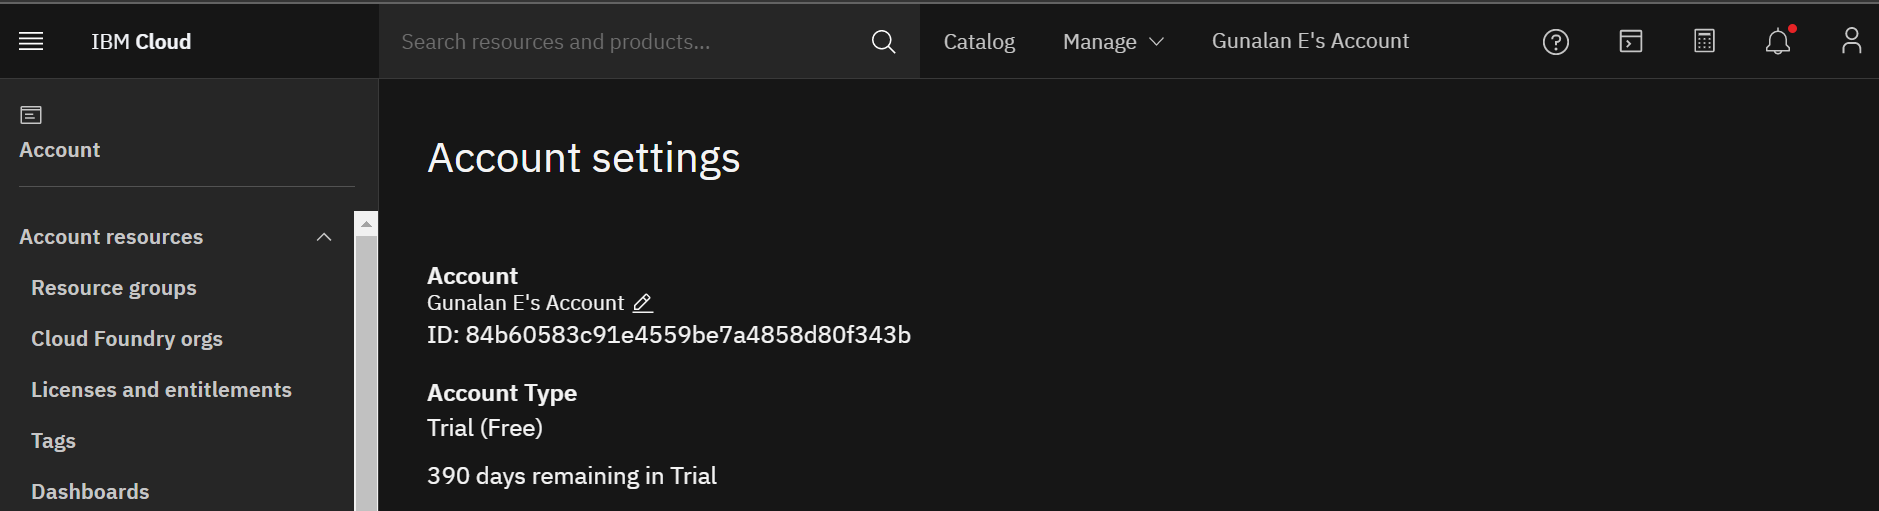 IBM Cloud
Search resources and products...
Catalog
Manage
Gunalan E's Account
Account
Account resources
Resource groups
Cloud Foundry orgs
Licenses and entitlements
Tags
Dashboards
Account settings
Account
Gunalan E's Account
ID: 84b60583c91e4559be7a4858d80f343b
Account Type
Trial (Free)
390 days remaining in Trial